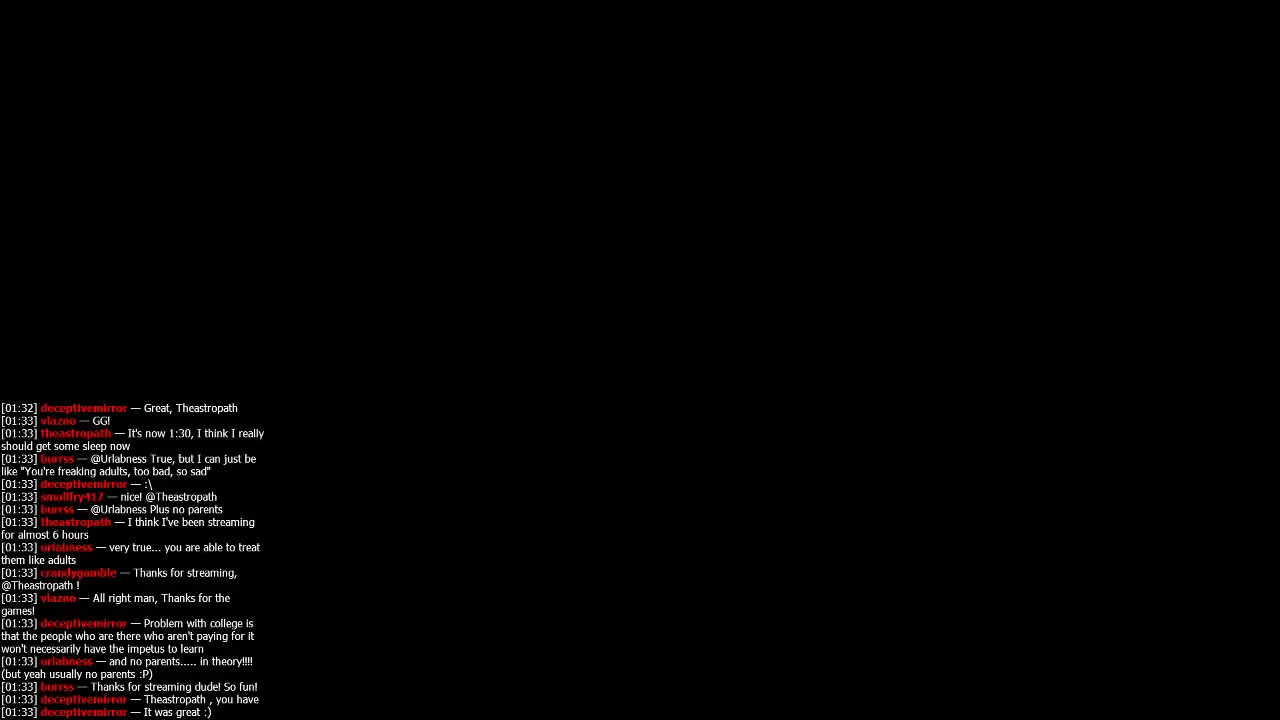 [01:32] deceptivemirror — Great, Theastropath
[01:33] vlazno — GG!
[01:33] theastropath — It's now 1:30, I think I really
should get some sleep now
[01:33] burrss — @Urlabness True, but I can just be
like "You're freaking adults, too bad, so sad"
[01:33] deceptivemirror — :\
[01:33] smallfry417 — nice! @Theastropath
[01:33] burrss — @Urlabness Plus no parents
[01:33] theastropath — I think I've been streaming
for almost 6 hours
[01:33] urlabness — very true... you are able to treat
them like adults
[01:33] crandygamble — Thanks for streaming,
@Theastropath !
[01:33] vlazno — All right man, Thanks for the
games!
[01:33] deceptivemirror — Problem with college is
that the people who are there who aren't paying for it
won't necessarily have the impetus to learn
[01:33] urlabness — and no parents..... in theory!!!!
(but yeah usually no parents :P)
[01:33] burrss — Thanks for streaming dude! So fun!
[01:33] deceptivemirror — Theastropath , you have
[01:33] deceptivemirror — It was great :)